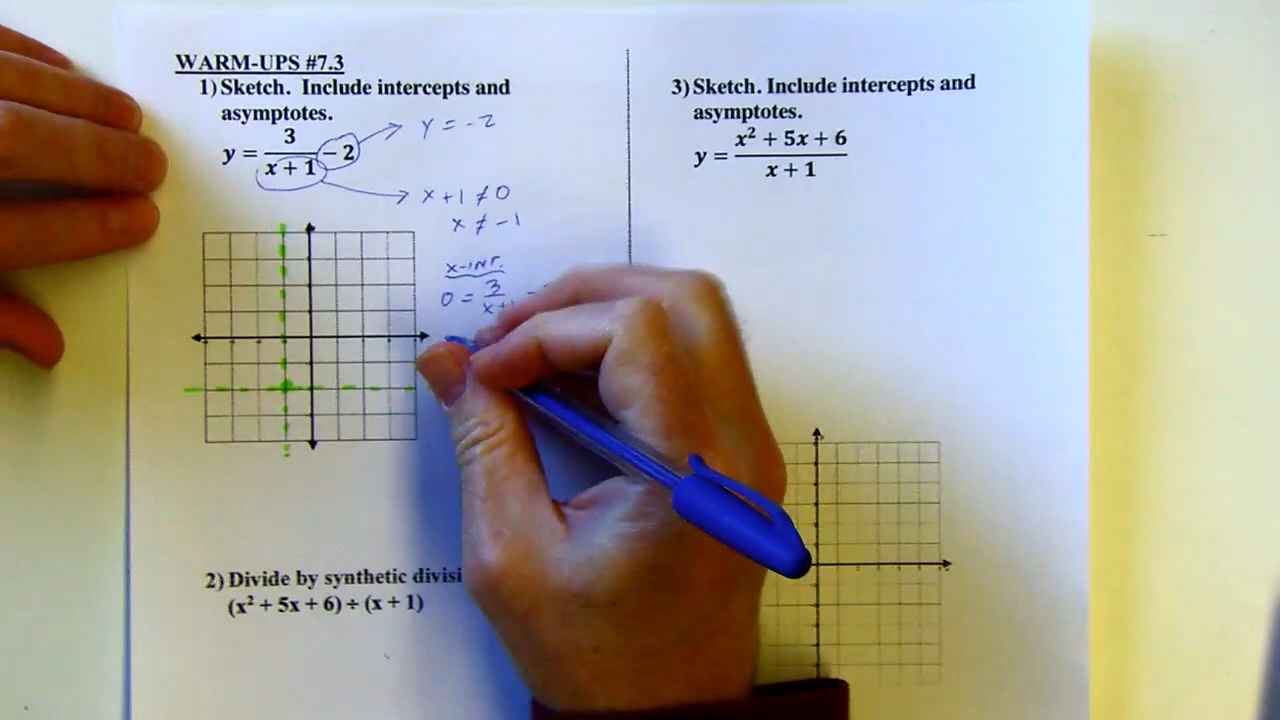 WARM-UPS #7.3
1) Sketch. Include intercepts and
asymptotes.
y = 3/(x + 1) − 2
y = -2
x + 1 ≠ 0
x ≠ -1
x-INT.
0 = 3/(x+1) -
2) Divide by synthetic divisi
(x² + 5x + 6) ÷ (x + 1)
3) Sketch. Include intercepts and
asymptotes.
y = (x² + 5x + 6)/(x + 1)